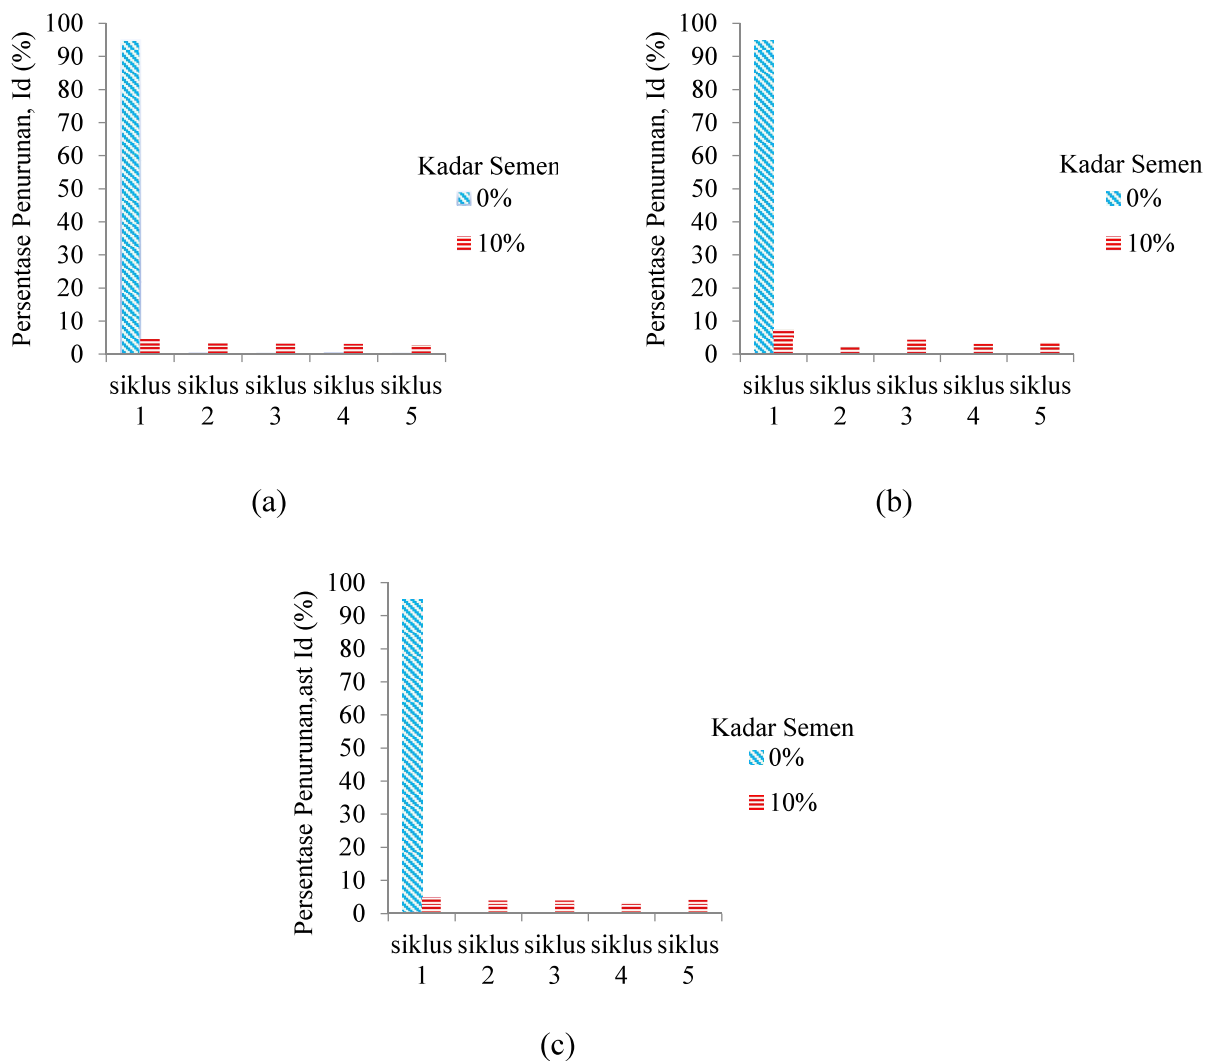 Persentase Penurunan, Id (%)
100
90
80
70
60
50
40
30
20
10
0
siklus siklus siklus siklus siklus
1 2 3 4 5
Kadar Semen
0%
10%
(a)
Persentase Penurunan, Id (%)
100
90
80
70
60
50
40
30
20
10
0
siklus siklus siklus siklus siklus
1 2 3 4 5
Kadar Semen
0%
10%
(b)
Persentase Penurunan,ast Id (%)
100
90
80
70
60
50
40
30
20
10
0
siklus siklus siklus siklus siklus
1 2 3 4 5
Kadar Semen
0%
10%
(c)